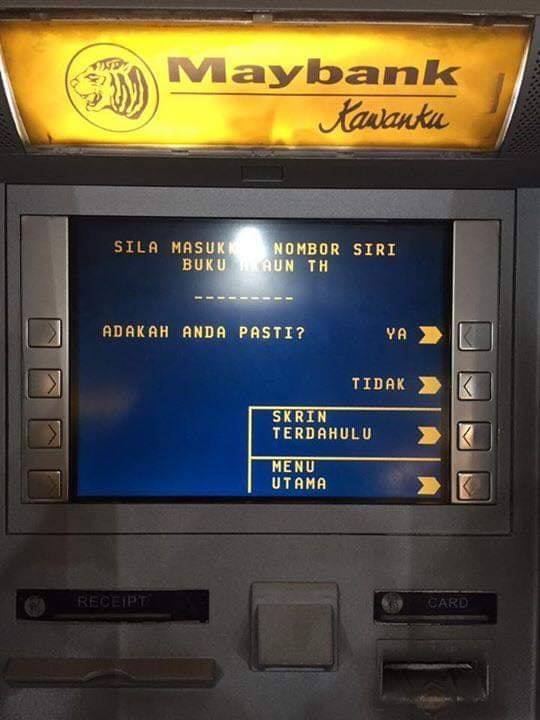 Maybank
Kawanku
SILA NOMBOR SIRI
BUKU TH
ADAKAH ANDA PASTI? YA
TIDAK
SKRIN
TERDAHULU
MENU
UTAMA
RECEIPT
CARD